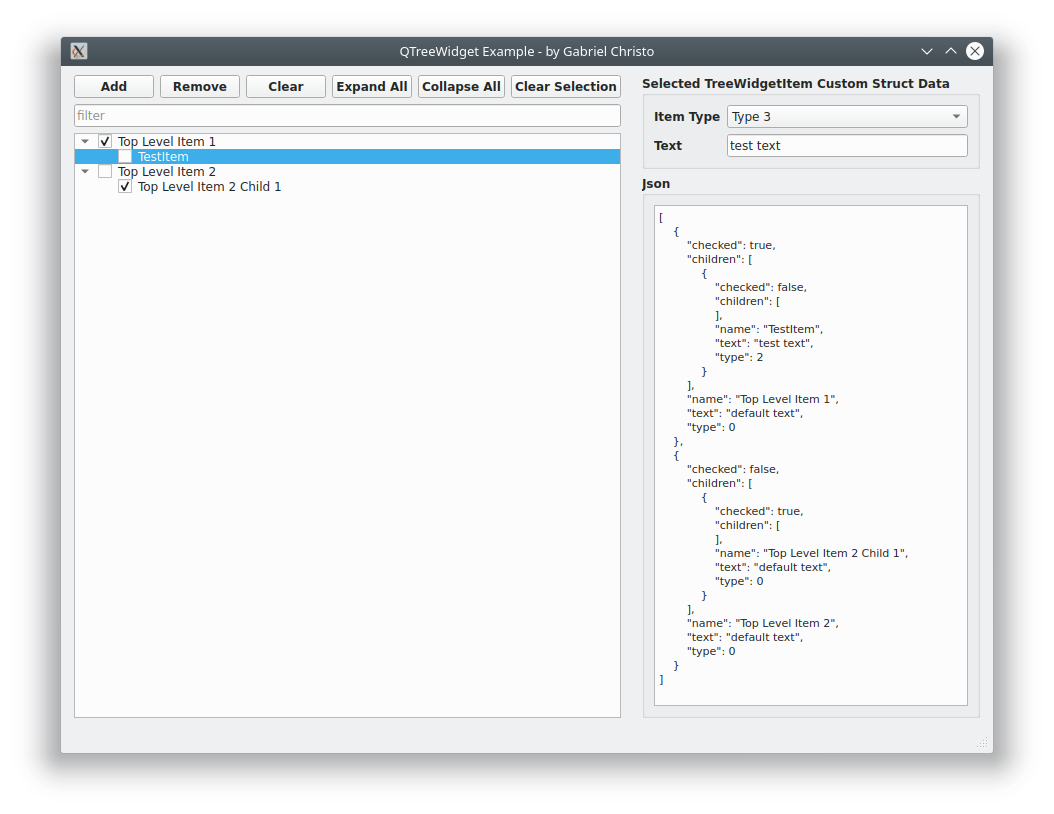 QTreeWidget Example - by Gabriel Christo
Add Remove Clear Expand All Collapse All Clear Selection
filter
Top Level Item 1
TestItem
Top Level Item 2
Top Level Item 2 Child 1
Selected TreeWidgetItem Custom Struct Data
Item Type Type 3
Text test text
Json
[
{
"checked": true,
"children": [
{
"checked": false,
"children": [
],
"name": "TestItem",
"text": "test text",
"type": 2
}
],
"name": "Top Level Item 1",
"text": "default text",
"type": 0
},
{
"checked": false,
"children": [
{
"checked": true,
"children": [
],
"name": "Top Level Item 2 Child 1",
"text": "default text",
"type": 0
}
],
"name": "Top Level Item 2",
"text": "default text",
"type": 0
}
]